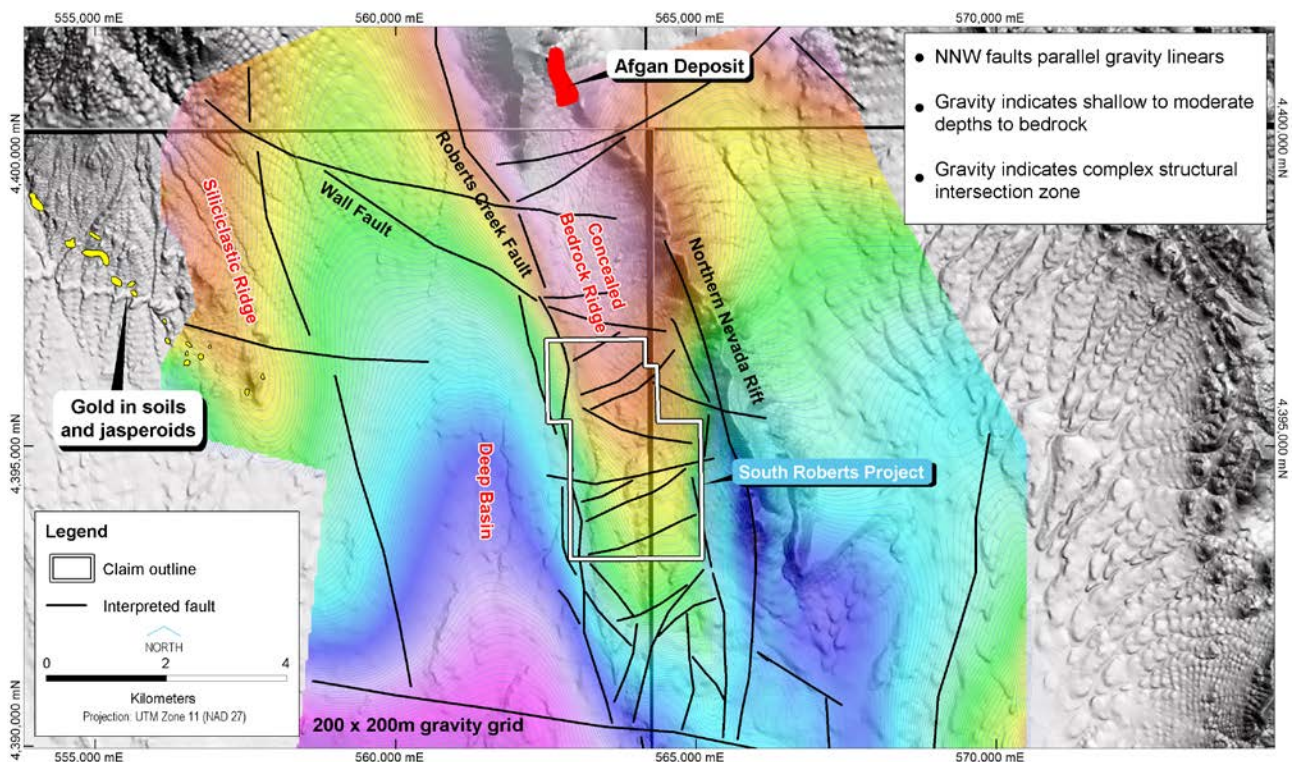 555,000 mE
560,000 mE
565,000 mE
570,000 mE
Afgan Deposit
• NNW faults parallel gravity linears
• Gravity indicates shallow to moderate
depths to bedrock
• Gravity indicates complex structural
intersection zone
4,400,000 mN
4,400,000 mN
Siliciclastic Ridge
Wall Fault
Roberts Creek Fault
Concealed
Bedrock Ridge
Northern Nevada Rift
Gold in soils
and jasperoids
4,395,000 mN
4,395,000 mN
Deep Basin
South Roberts Project
Legend
Claim outline
Interpreted fault
NORTH
0
2
4
Kilometers
Projection: UTM Zone 11 (NAD 27)
200 x 200m gravity grid
4,390,000 mN
4,390,000 mN
555,000 mE
560,000 mE
565,000 mE
570,000 mE